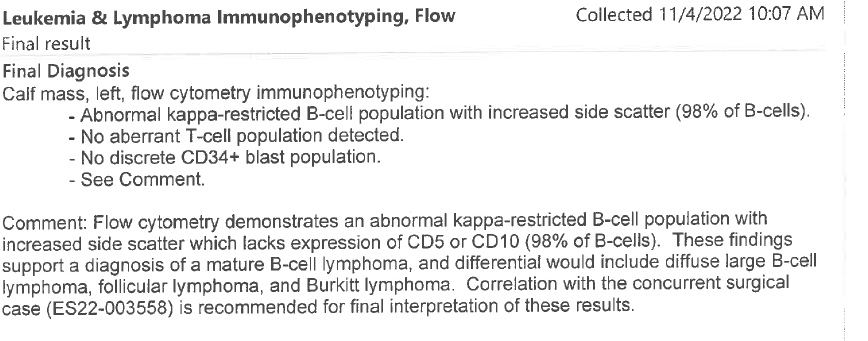 Leukemia & Lymphoma Immunophenotyping, Flow Collected 11/4/2022 10:07 AM
Final result
Final Diagnosis
Calf mass, left, flow cytometry immunophenotyping:
- Abnormal kappa-restricted B-cell population with increased side scatter (98% of B-cells).
- No aberrant T-cell population detected.
- No discrete CD34+ blast population.
- See Comment.
Comment: Flow cytometry demonstrates an abnormal kappa-restricted B-cell population with
increased side scatter which lacks expression of CD5 or CD10 (98% of B-cells). These findings
support a diagnosis of a mature B-cell lymphoma, and differential would include diffuse large B-cell
lymphoma, follicular lymphoma, and Burkitt lymphoma. Correlation with the concurrent surgical
case (ES22-003558) is recommended for final interpretation of these results.